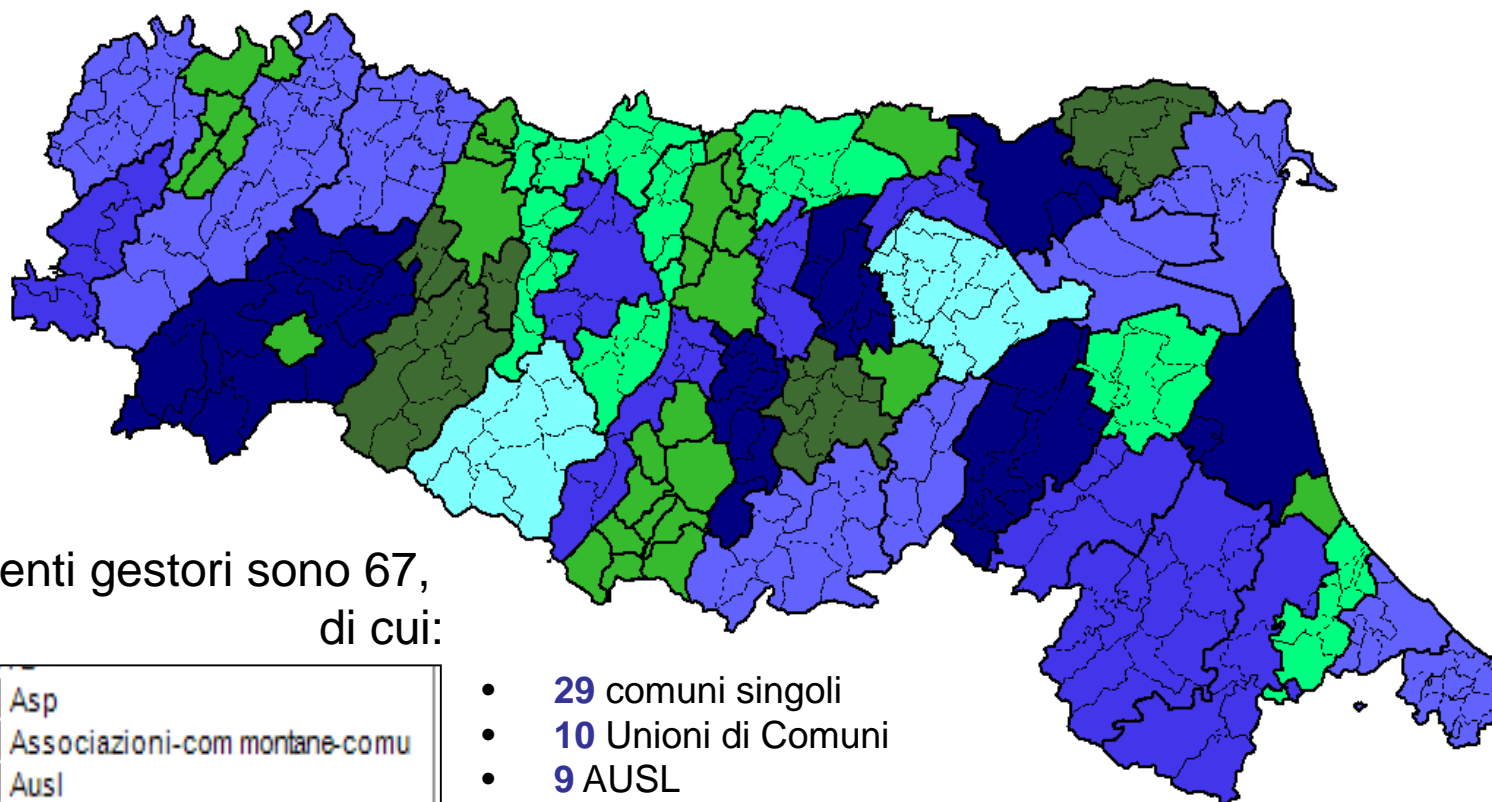 enti gestori sono 67,
di cui:
Asp
Associazioni-com montane-comu
Ausl
• 29 comuni singoli
• 10 Unioni di Comuni
• 9 AUSL